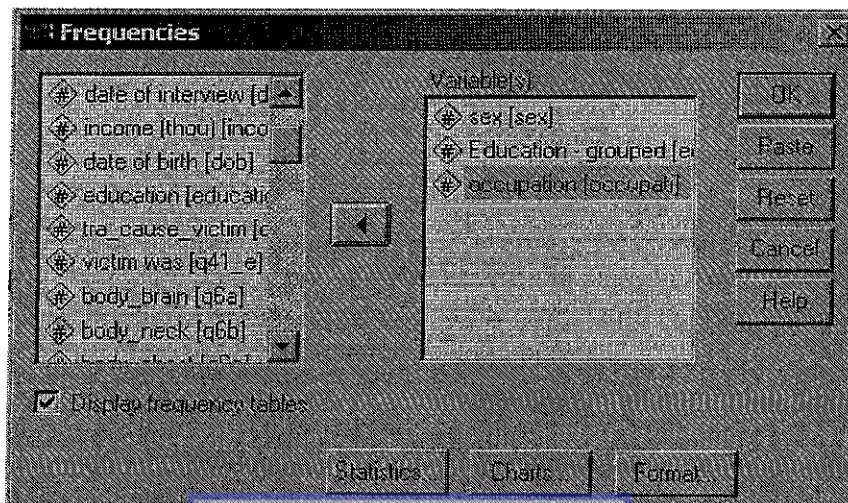 Frequencies
date of interview [d
income (thou) [inco
date of birth [dob]
education [educatio
tra_cause_victim [c
victim was [q41_e]
body_brain [q6a]
body_neck [q6b]
Variable(s):
sex [sex]
Education - grouped [e
occupation [occupati]
OK
Paste
Reset
Cancel
Help
Display frequency tables
Statistics...
Charts...
Format...